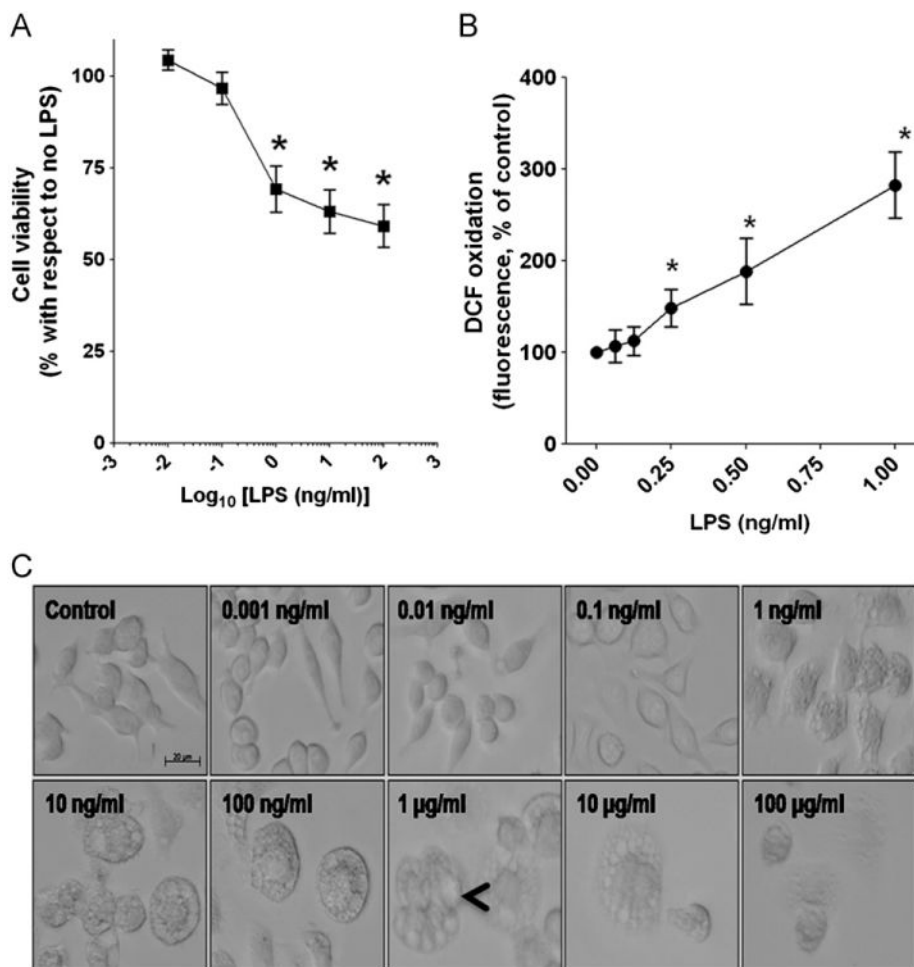 A
Cell viability
(% with respect to no LPS)
100
75
50
25
0
* * *
-3 -2 -1 0 1 2 3
Log10 [LPS (ng/ml)]
B
DCF oxidation
(fluorescence, % of control)
400
300
200
100
0
* * *
0.00 0.25 0.50 0.75 1.00
LPS (ng/ml)
C
Control 0.001 ng/ml 0.01 ng/ml 0.1 ng/ml 1 ng/ml
20 µm
10 ng/ml 100 ng/ml 1 µg/ml 10 µg/ml 100 µg/ml